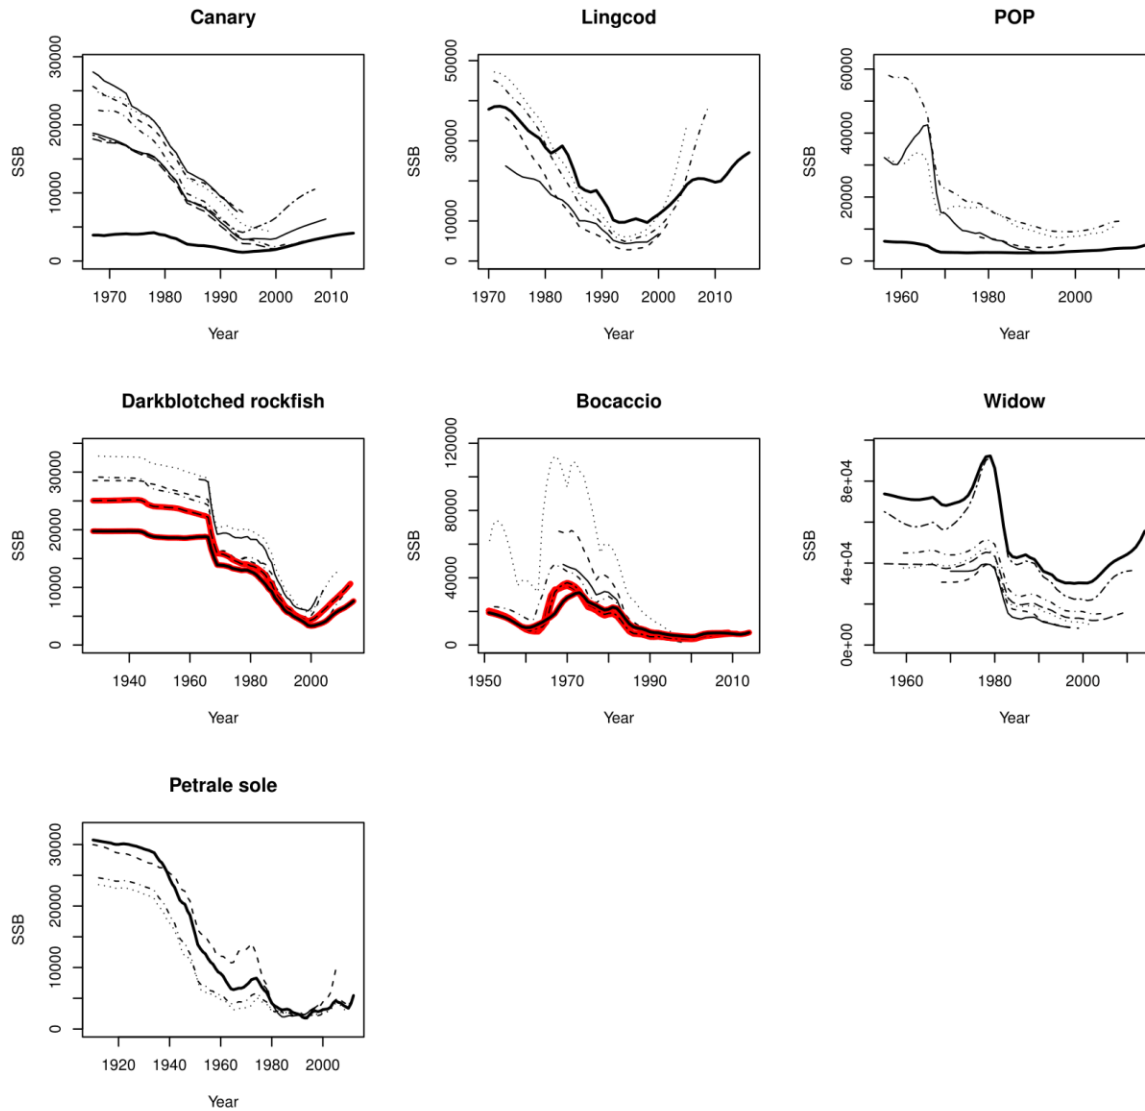 Canary
SSB
0 10000 20000 30000
1970 1980 1990 2000 2010
Year
Lingcod
SSB
0 10000 30000 50000
1970 1980 1990 2000 2010
Year
POP
SSB
0 20000 40000 60000
1960 1980 2000
Year
Darkblotched rockfish
SSB
0 10000 20000 30000
1940 1960 1980 2000
Year
Bocaccio
SSB
0 40000 80000 120000
1950 1970 1990 2010
Year
Widow
SSB
0e+00 4e+04 8e+04
1960 1980 2000
Year
Petrale sole
SSB
0 10000 20000 30000
1920 1940 1960 1980 2000
Year